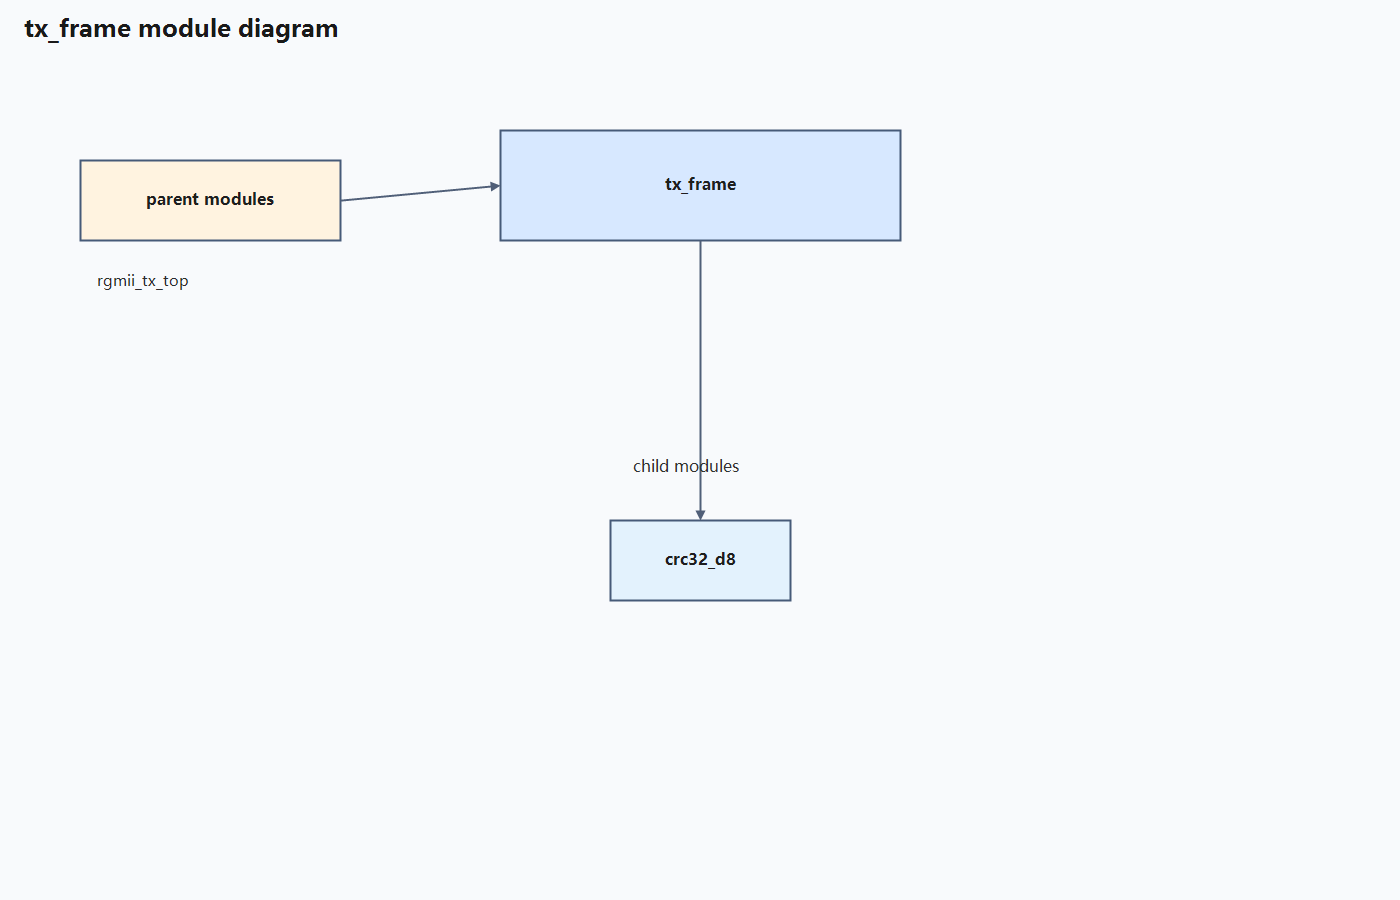 tx_frame module diagram
parent modules
tx_frame
rgmii_tx_top
child modules
crc32_d8